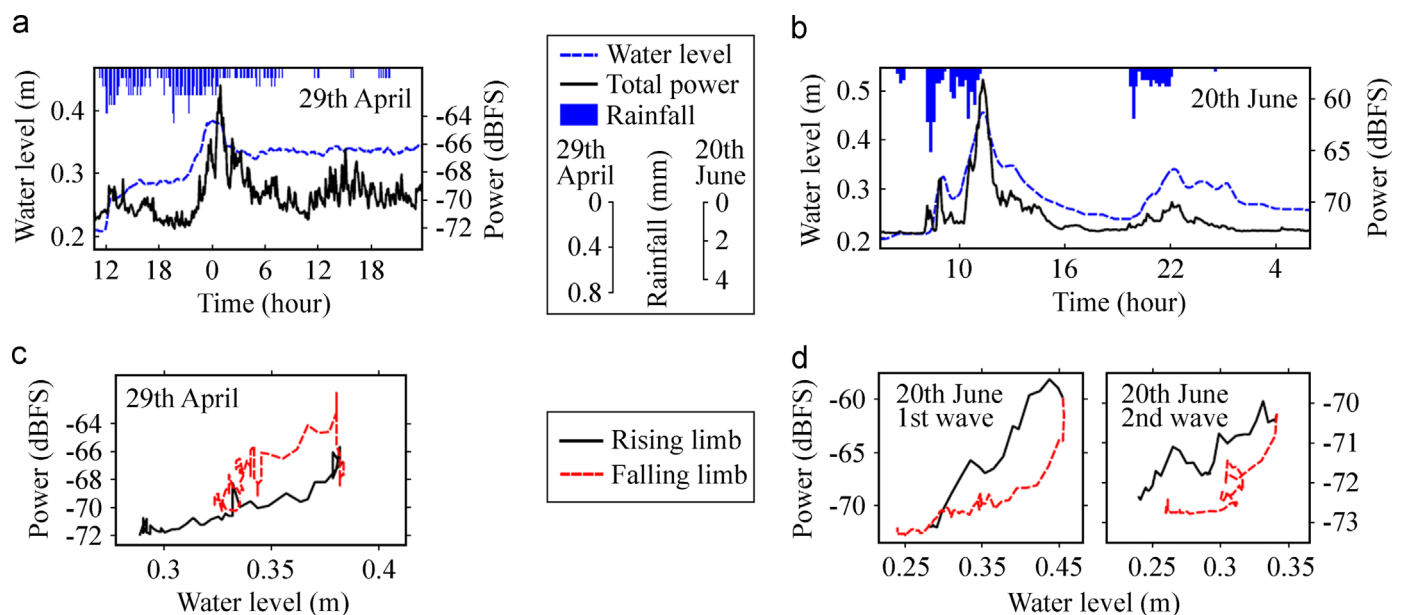 a
29th April
Water level (m)
0.4
0.3
0.2
Power (dBFS)
-64
-66
-68
-70
-72
12 18 0 6 12 18
Time (hour)
Water level
Total power
Rainfall
29th April
20th June
Rainfall (mm)
0
0.4
0.8
0
2
4
b
20th June
Water level (m)
0.5
0.4
0.3
0.2
Power (dBFS)
60
65
70
10 16 22 4
Time (hour)
c
29th April
Power (dBFS)
-64
-66
-68
-70
-72
0.3 0.35 0.4
Water level (m)
Rising limb
Falling limb
d
20th June
1st wave
Power (dBFS)
-60
-65
-70
0.25 0.35 0.45
20th June
2nd wave
Power (dBFS)
-70
-71
-72
-73
0.25 0.3 0.35
Water level (m)